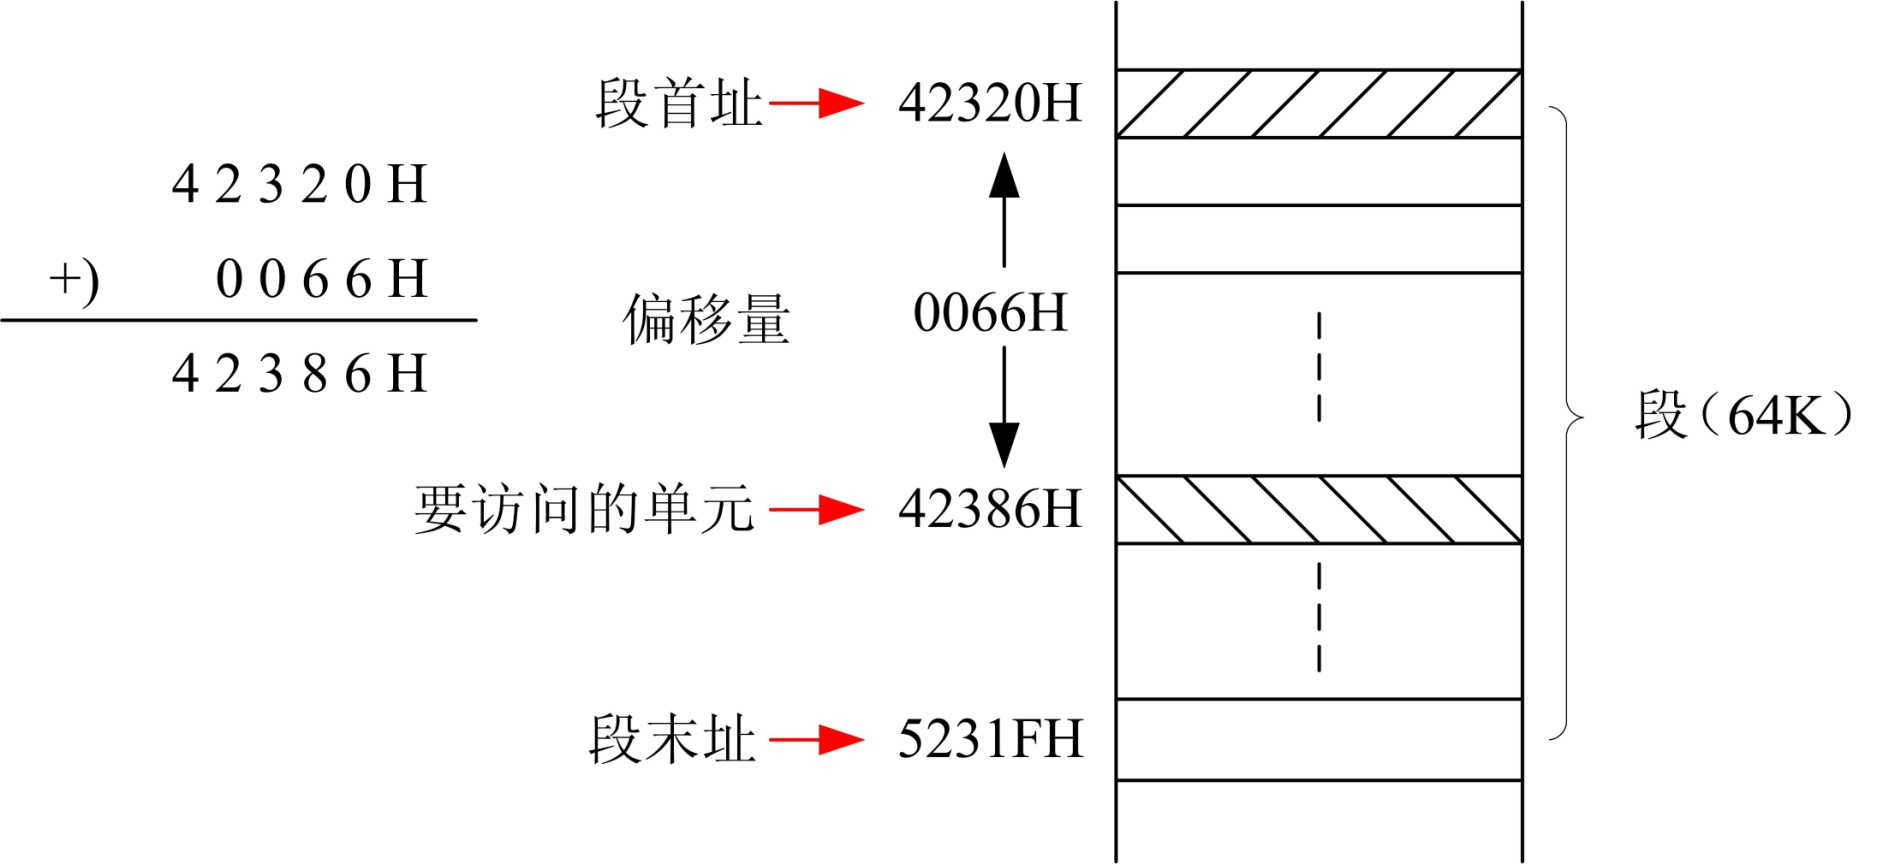 42320H
+) 0066H
42386H
段首址 42320H
偏移量 0066H
要访问的单元 42386H
段末址 5231FH
段（64K）